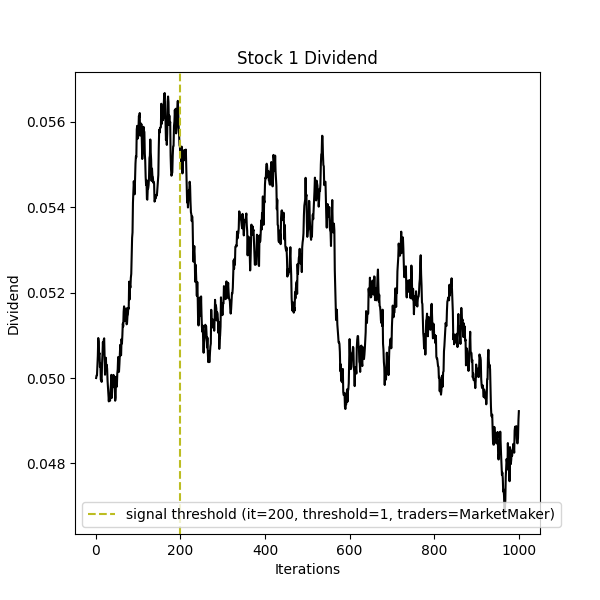 Stock 1 Dividend
Dividend
0.056
0.054
0.052
0.050
0.048
signal threshold (it=200, threshold=1, traders=MarketMaker)
0
200
400
600
800
1000
Iterations